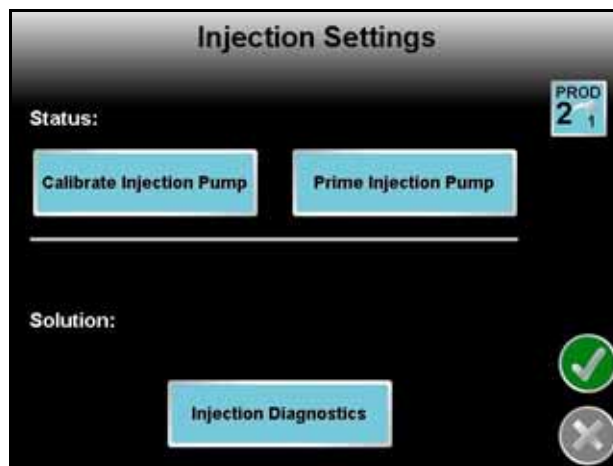 Injection Settings
PROD
2 1
Status:
Calibrate Injection Pump
Prime Injection Pump
Solution:
Injection Diagnostics